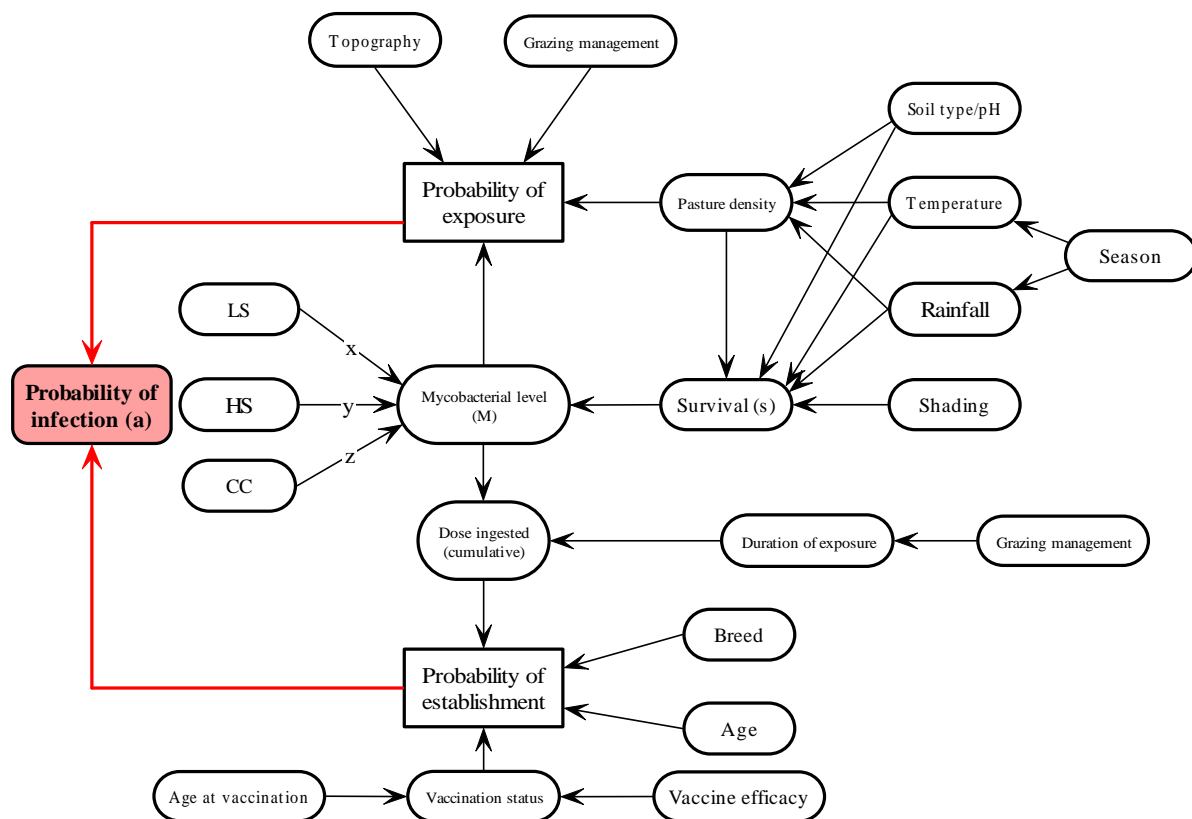 Topography
Grazing management
Soil type/pH
Probability of
exposure
Pasture density
Temperature
Season
LS
Rainfall
x
Probability of
infection (a)
HS
y
Mycobacterial level
(M)
Survival (s)
Shading
z
CC
Dose ingested
(cumulative)
Duration of exposure
Grazing management
Breed
Probability of
establishment
Age
Age at vaccination
Vaccination status
Vaccine efficacy